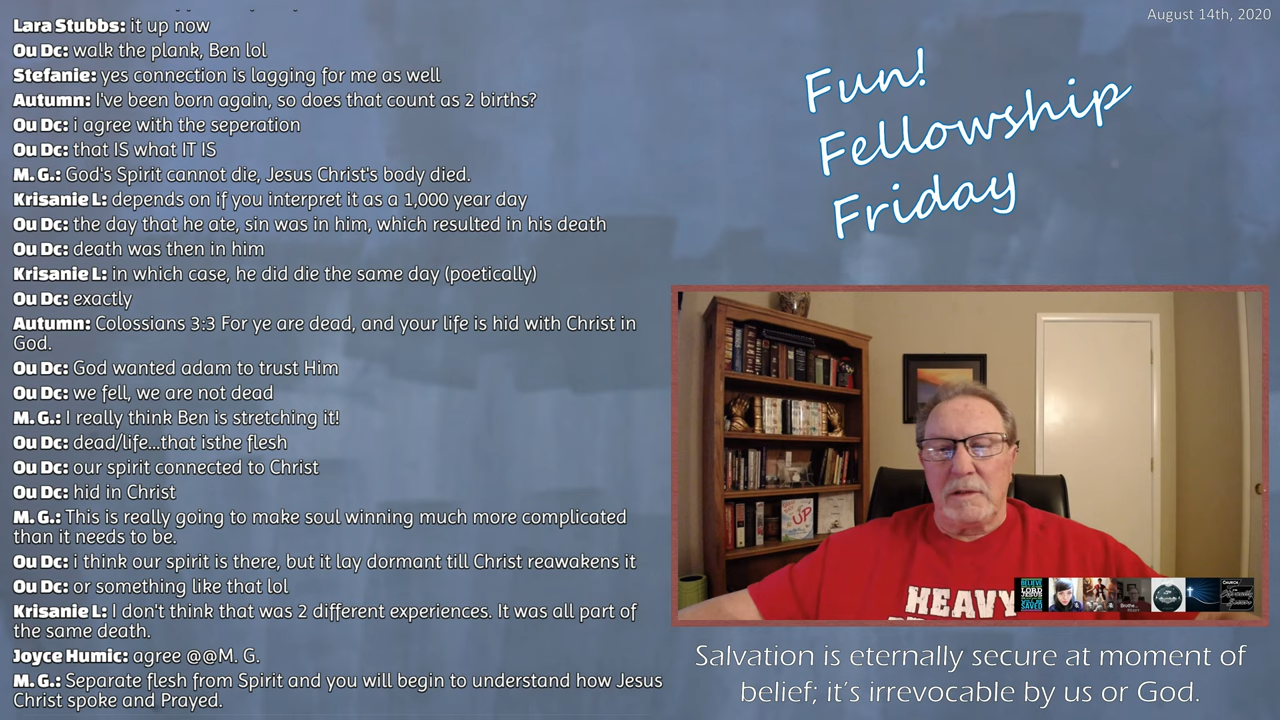 Lara Stubbs: it up now
Ou Dc: walk the plank, Ben lol
Stefanie: yes connection is lagging for me as well
Autumn: I've been born again, so does that count as 2 births?
Ou Dc: i agree with the seperation
Ou Dc: that IS what IT IS
M. G.: God's Spirit cannot die, Jesus Christ's body died.
Krisanie L: depends on if you interpret it as a 1,000 year day
Ou Dc: the day that he ate, sin was in him, which resulted in his death
Ou Dc: death was then in him
Krisanie L: in which case, he did die the same day (poetically)
Ou Dc: exactly
Autumn: Colossians 3:3 For ye are dead, and your life is hid with Christ in
God.
Ou Dc: God wanted adam to trust Him
Ou Dc: we fell, we are not dead
M. G.: I really think Ben is stretching it!
Ou Dc: dead/life...that isthe flesh
Ou Dc: our spirit connected to Christ
Ou Dc: hid in Christ
M. G.: This is really going to make soul winning much more complicated
than it needs to be.
Ou Dc: i think our spirit is there, but it lay dormant till Christ reawakens it
Ou Dc: or something like that lol
Krisanie L: I don't think that was 2 different experiences. It was all part of
the same death.
Joyce Humic: agree @@M. G.
M. G.: Separate flesh from Spirit and you will begin to understand how Jesus
Christ spoke and Prayed.
August 14th, 2020
Fun!
Fellowship
Friday
UP
HEAVY
BELIEVE
LORD
JESUS
SAVED
CHURCH
Salvation is eternally secure at moment of
belief; it's irrevocable by us or God.